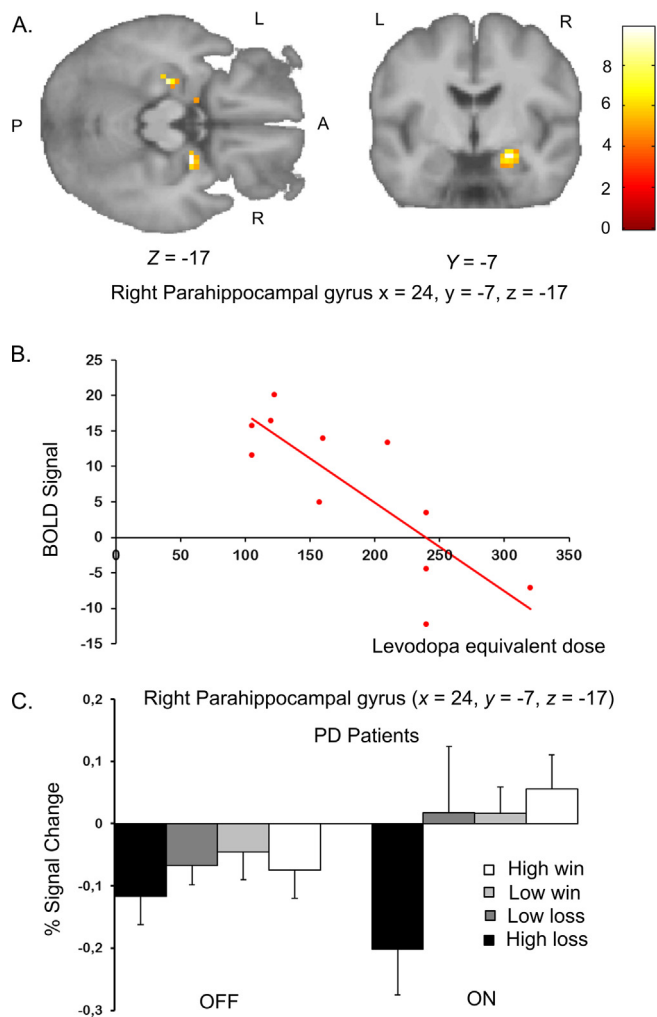 A.
L
L
R
P
A
R
8
6
4
2
0
Z = -17
Y = -7
Right Parahippocampal gyrus x = 24, y = -7, z = -17
B.
25
20
15
10
5
0
-5
-10
-15
BOLD Signal
0 50 100 150 200 250 300 350
Levodopa equivalent dose
C.
Right Parahippocampal gyrus (x = 24, y = -7, z = -17)
PD Patients
0,2
0,1
0
-0,1
-0,2
-0,3
% Signal Change
High win
Low win
Low loss
High loss
OFF
ON